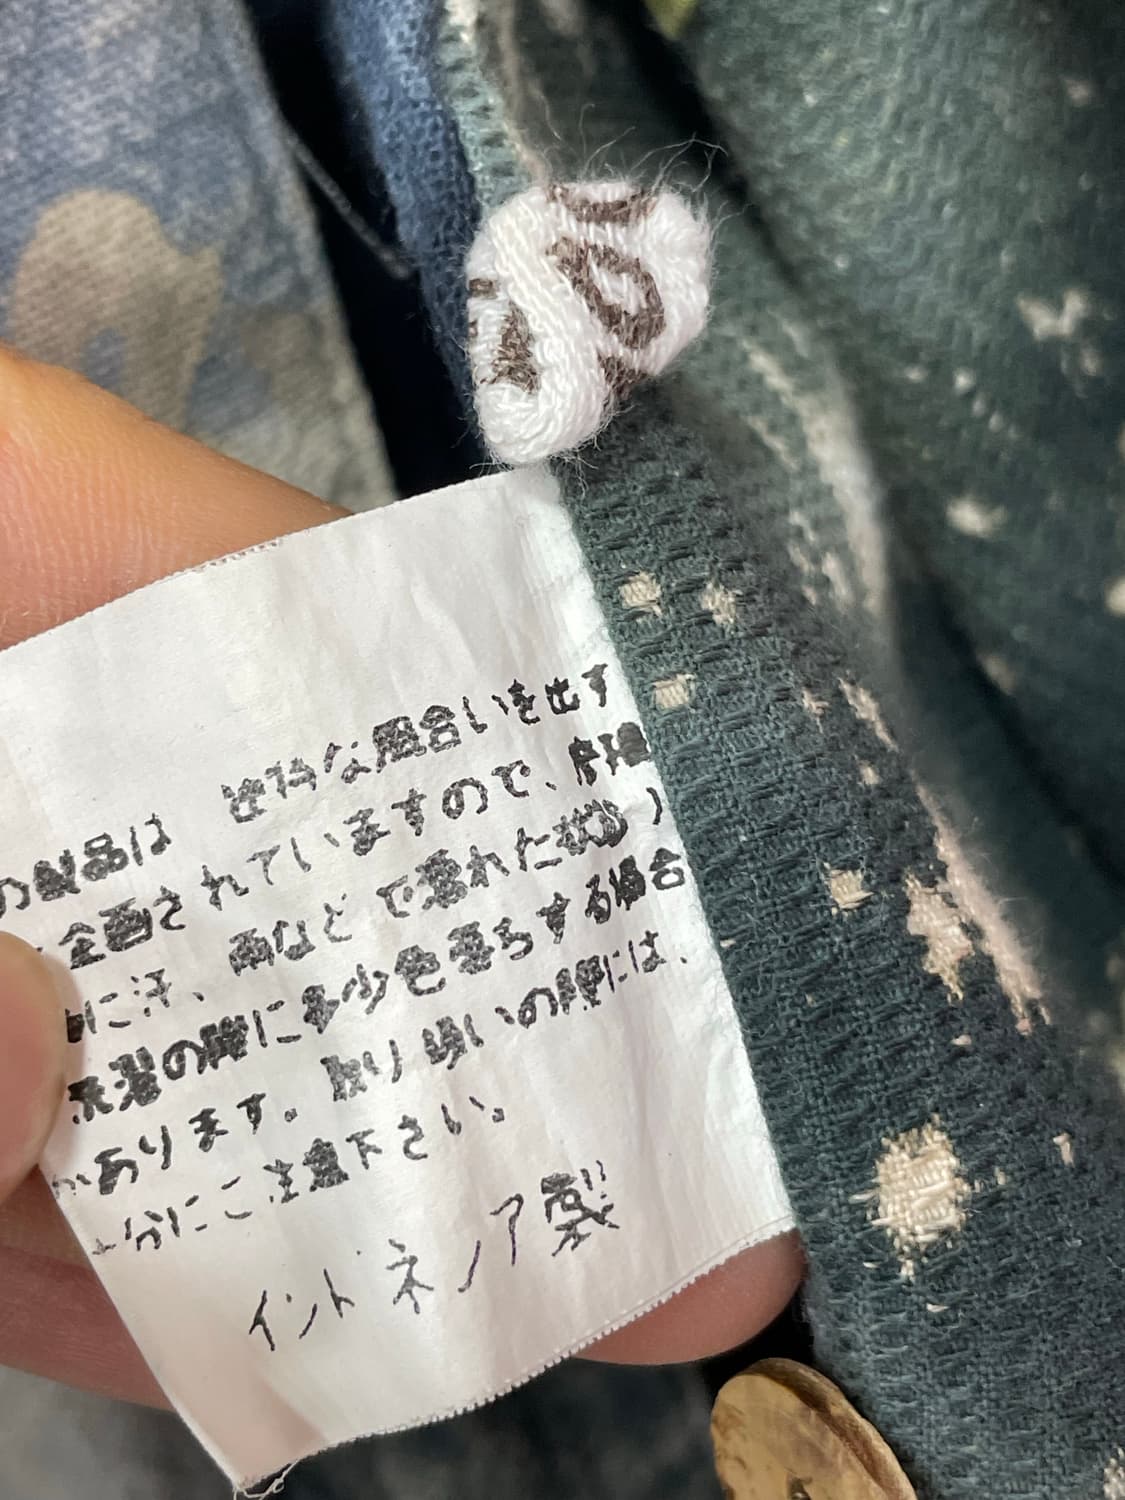 の製品は 独特な風合いを出す
企画されていますので、摩擦
に汗、雨などで濡れた状態)
洗濯の際に多少色落ちする場合
があります。取り扱いの際には、
分にご注意下さい。
インドネシア製